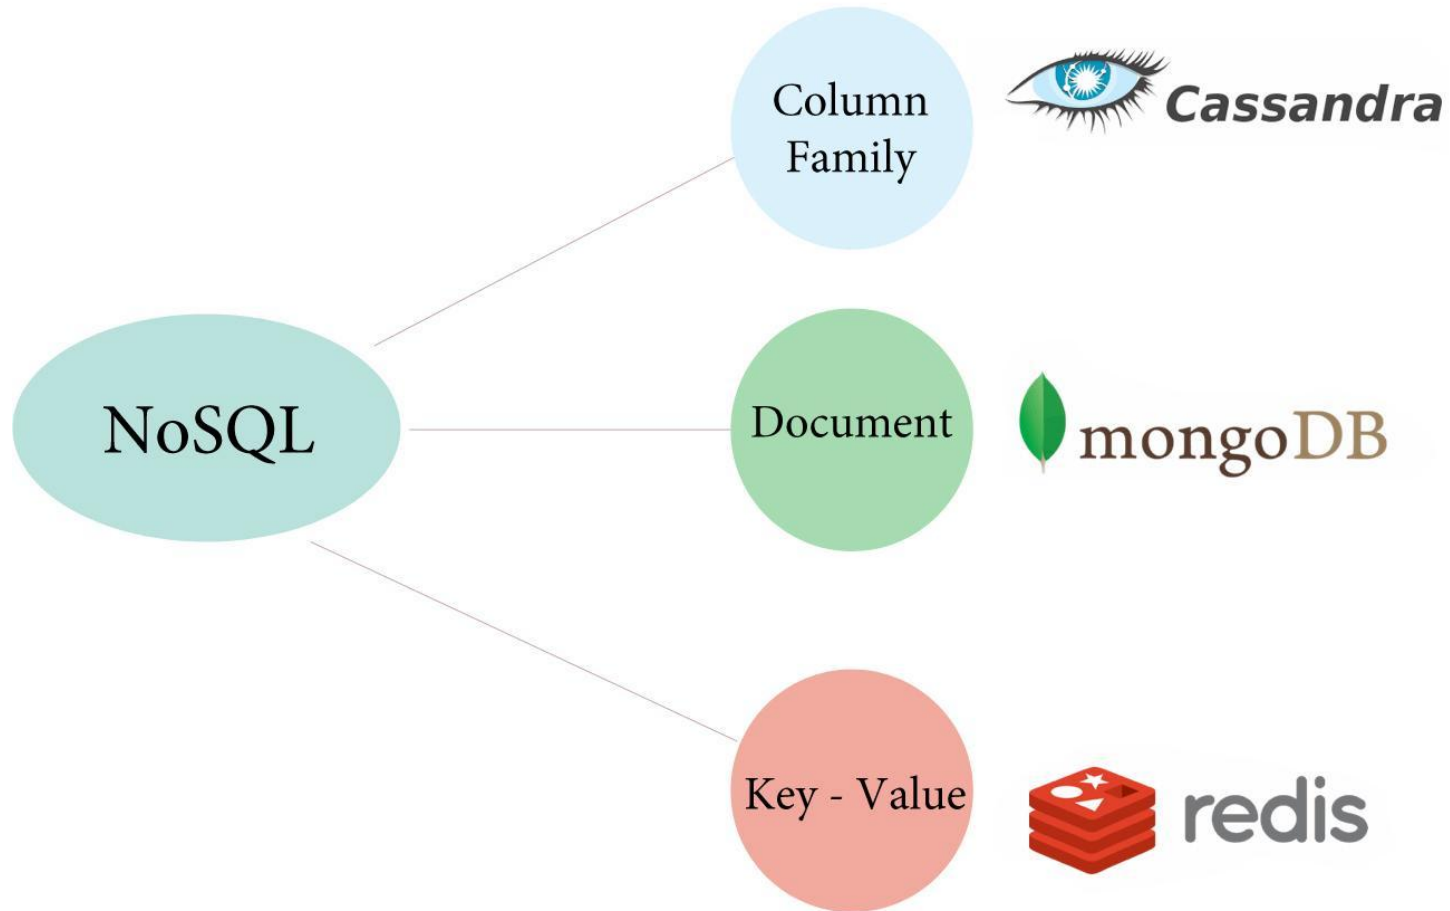 Column
Family
Cassandra
NoSQL
Document
mongoDB
Key - Value
redis